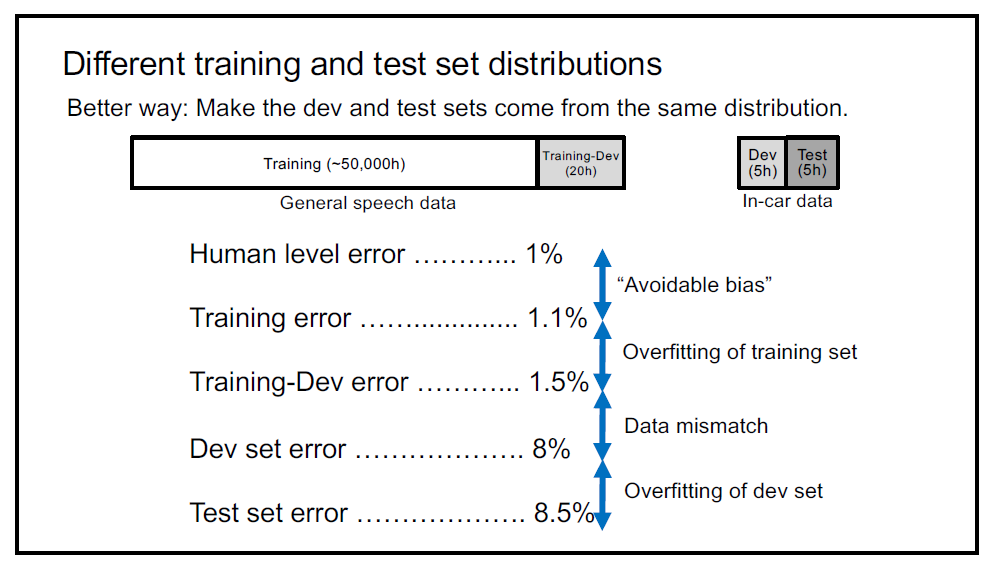 Different training and test set distributions
Better way: Make the dev and test sets come from the same distribution.
Training (~50,000h)
Training-Dev
(20h)
Dev
(5h)
Test
(5h)
General speech data
In-car data
Human level error ………... 1%
“Avoidable bias”
Training error …….............. 1.1%
Overfitting of training set
Training-Dev error ………... 1.5%
Data mismatch
Dev set error ………………. 8%
Overfitting of dev set
Test set error ………………. 8.5%